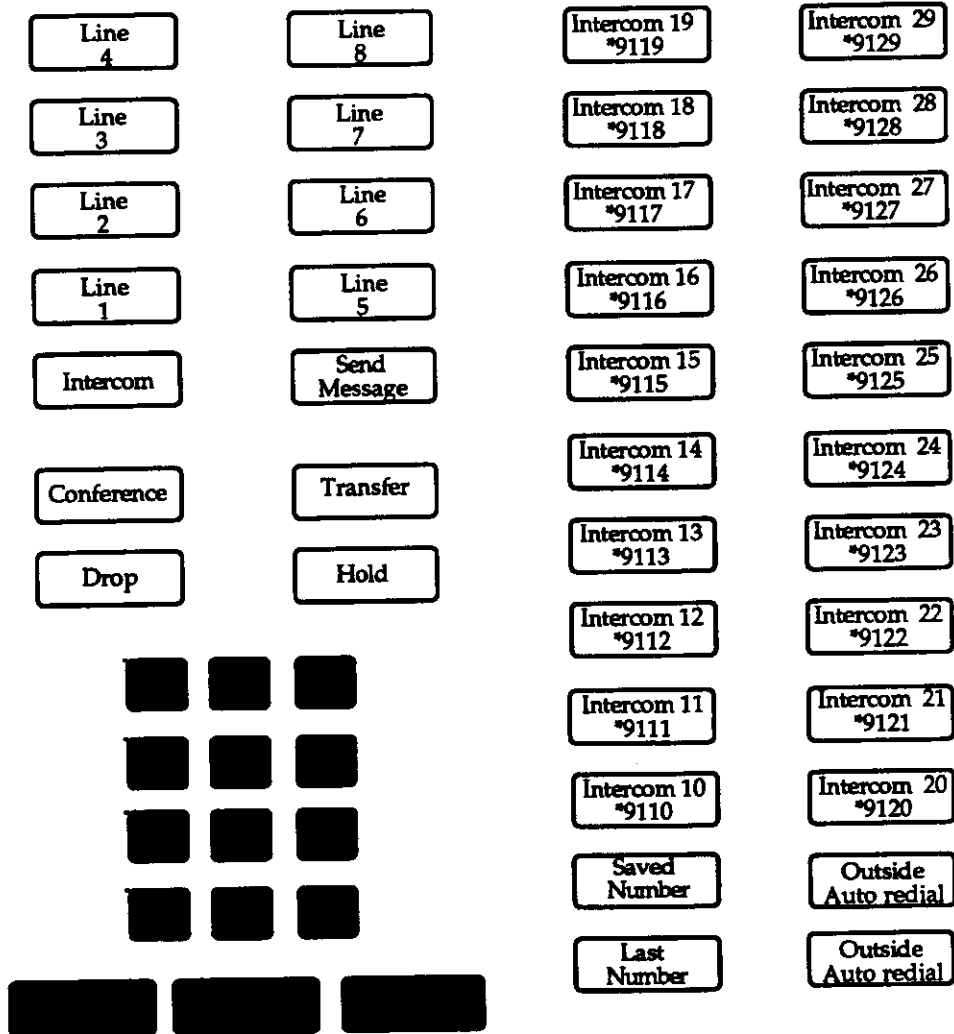 Line
4
Line
8
Intercom 19
*9119
Intercom 29
*9129
Line
3
Line
7
Intercom 18
*9118
Intercom 28
*9128
Line
2
Line
6
Intercom 17
*9117
Intercom 27
*9127
Line
1
Line
5
Intercom 16
*9116
Intercom 26
*9126
Intercom
Send
Message
Intercom 15
*9115
Intercom 25
*9125
Conference
Transfer
Intercom 14
*9114
Intercom 24
*9124
Drop
Hold
Intercom 13
*9113
Intercom 23
*9123
Intercom 12
*9112
Intercom 22
*9122
Intercom 11
*9111
Intercom 21
*9121
Intercom 10
*9110
Intercom 20
*9120
Saved
Number
Outside
Auto redial
Last
Number
Outside
Auto redial